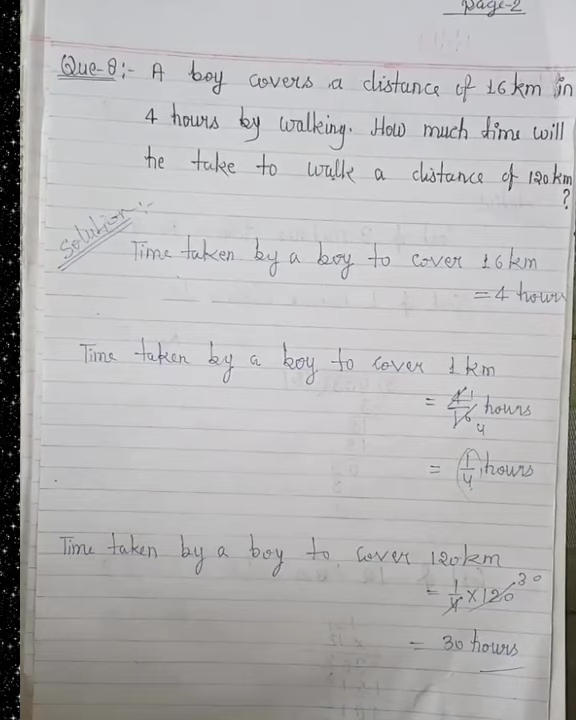 Page-2
Que-8:- A boy covers a distance of 16 km in
4 hours by walking. How much time will
he take to walk a distance of 120 km
?
Solution:-
Time taken by a boy to cover 16 km
= 4 hours
Time taken by a boy to cover 1 km
= 4/16 1 4 hours
= (1/4) hours
Time taken by a boy to cover 120 km
= 1/4 × 120 30
= 30 hours